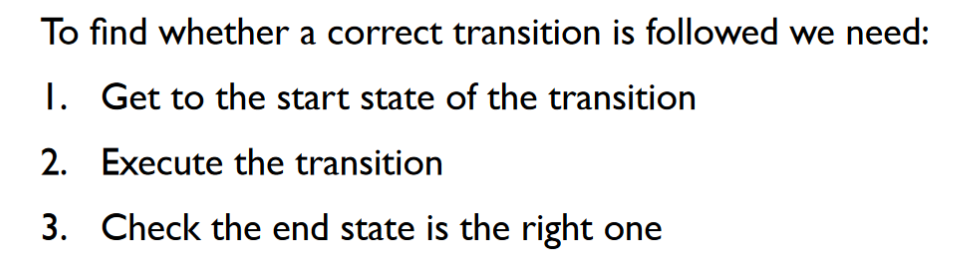 To find whether a correct transition is followed we need:
1. Get to the start state of the transition
2. Execute the transition
3. Check the end state is the right one